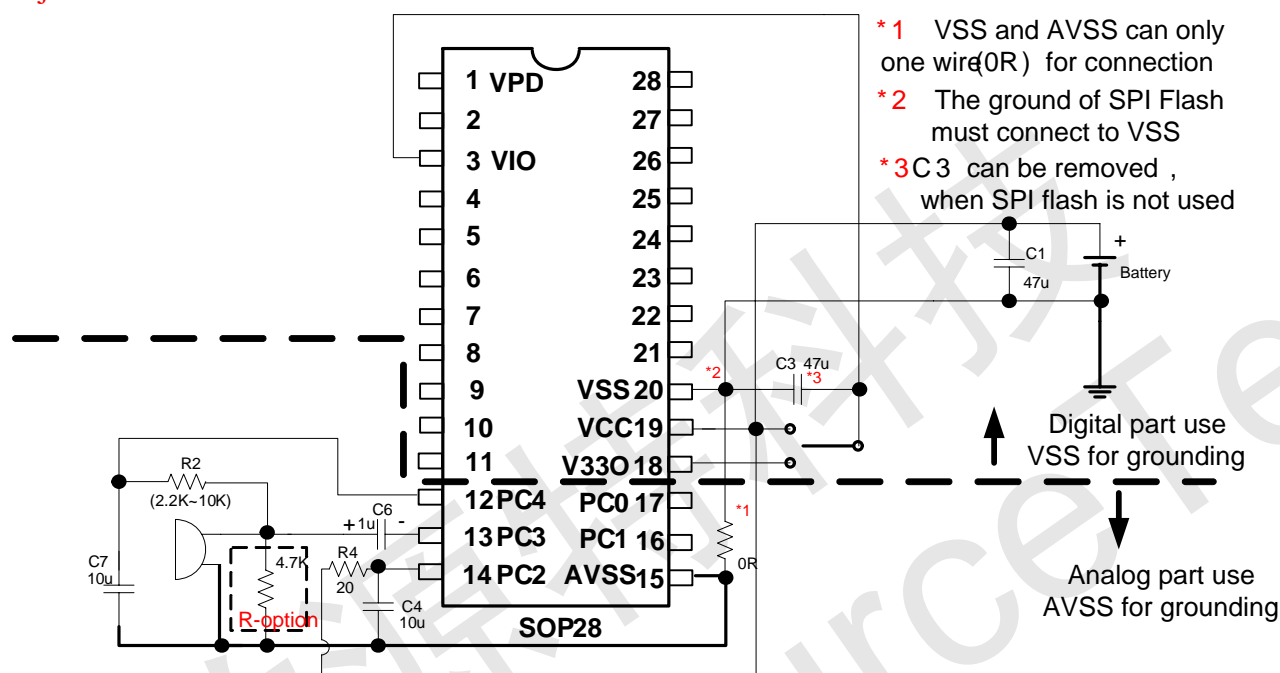 *1 VSS and AVSS can only
one wire(0R) for connection
*2 The ground of SPI Flash
must connect to VSS
*3 C3 can be removed ,
when SPI flash is not used
1 VPD
2
3 VIO
4
5
6
7
8
9
10
11
12 PC4
13 PC3
14 PC2
28
27
26
25
24
23
22
21
VSS 20
VCC 19
V33O 18
PC0 17
PC1 16
AVSS 15
SOP28
C1
47u
+
Battery
*2
C3 47u
*3
Digital part use
VSS for grounding
*1
0R
Analog part use
AVSS for grounding
R2
(2.2K~10K)
C6
+ 1u -
C7
10u
4.7K
R-option
R4
20
C4
10u
源特科技
ourceTe